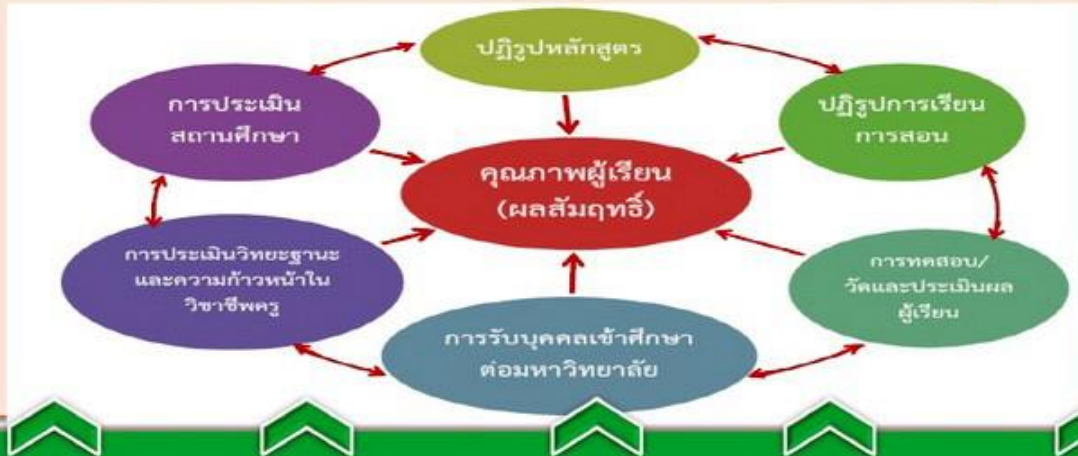 ปฏิรูปหลักสูตร
การประเมิน
สถานศึกษา
ปฏิรูปการเรียน
การสอน
คุณภาพผู้เรียน
(ผลสัมฤทธิ์)
การประเมินวิทยะฐานะ
และความก้าวหน้าใน
วิชาชีพครู
การทดสอบ/
วัดและประเมินผล
ผู้เรียน
การรับบุคคลเข้าศึกษา
ต่อมหาวิทยาลัย